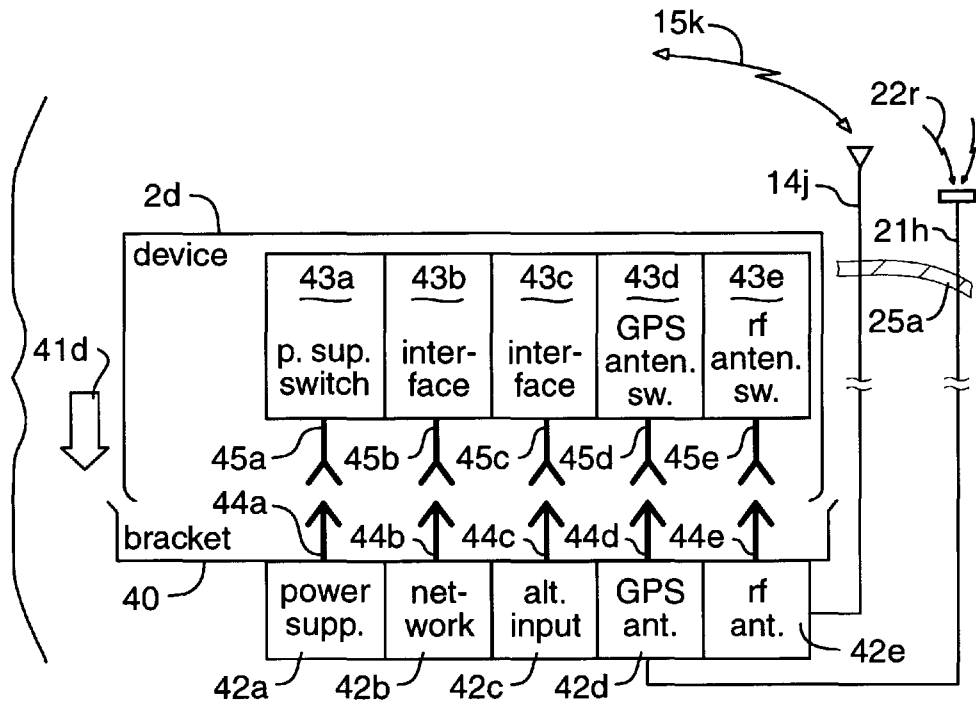 15k
22r
14j
2d
21h
device
43a 43b 43c 43d 43e
p. sup. switch
inter-
face
inter-
face
GPS
anten.
sw.
rf
anten.
sw.
25a
41d
45a 45b 45c 45d 45e
44a 44b 44c 44d 44e
bracket
40
power
supp.
net-
work
alt.
input
GPS
ant.
rf
ant.
42a 42b 42c 42d 42e